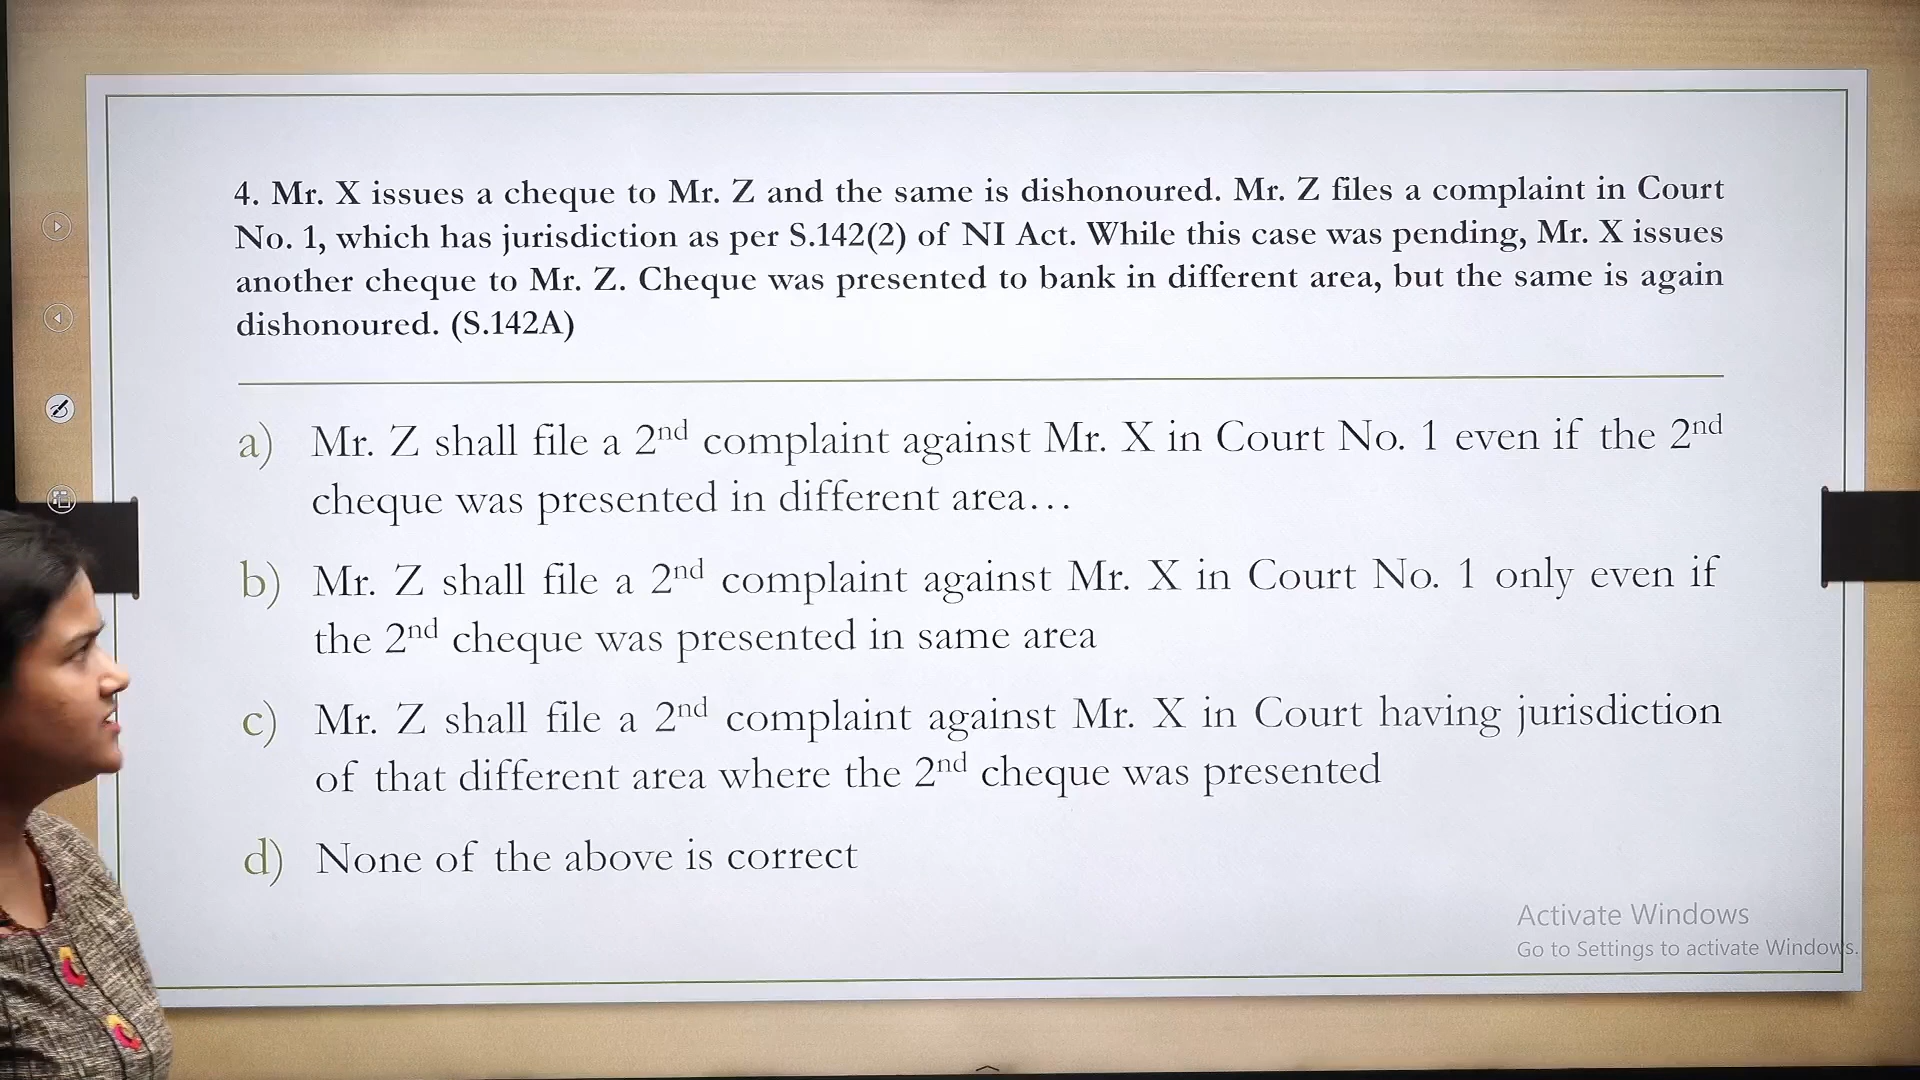 4. Mr. X issues a cheque to Mr. Z and the same is dishonoured. Mr. Z files a complaint in Court
No. 1, which has jurisdiction as per S.142(2) of NI Act. While this case was pending, Mr. X issues
another cheque to Mr. Z. Cheque was presented to bank in different area, but the same is again
dishonoured. (S.142A)
a) Mr. Z shall file a 2nd complaint against Mr. X in Court No. 1 even if the 2nd
cheque was presented in different area…
b) Mr. Z shall file a 2nd complaint against Mr. X in Court No. 1 only even if
the 2nd cheque was presented in same area
c) Mr. Z shall file a 2nd complaint against Mr. X in Court having jurisdiction
of that different area where the 2nd cheque was presented
d) None of the above is correct
Activate Windows
Go to Settings to activate Windows.